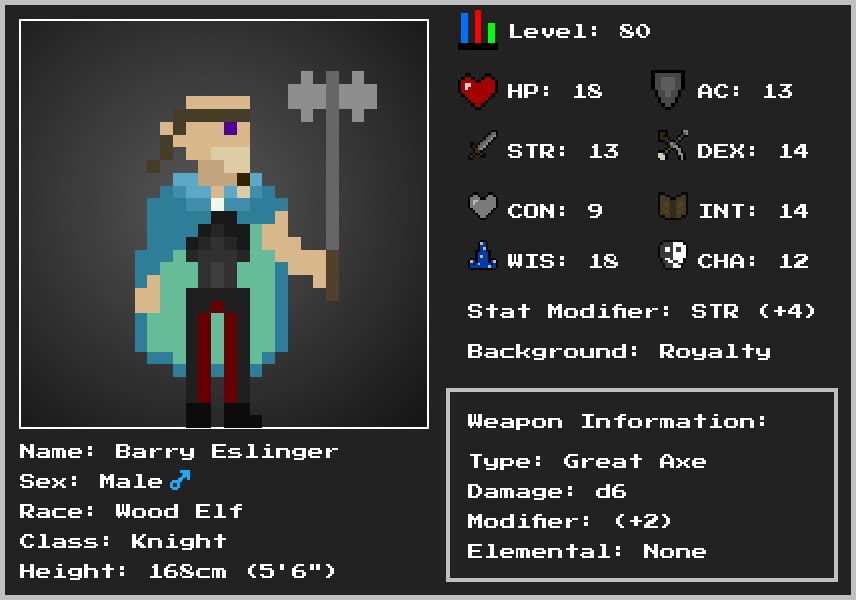 Level: 80
HP: 18
AC: 13
STR: 13
DEX: 14
CON: 9
INT: 14
WIS: 18
CHA: 12
Stat Modifier: STR (+4)
Background: Royalty
Name: Barry Eslinger
Sex: Male♂
Race: Wood Elf
Class: Knight
Height: 168cm (5'6")
Weapon Information:
Type: Great Axe
Damage: d6
Modifier: (+2)
Elemental: None